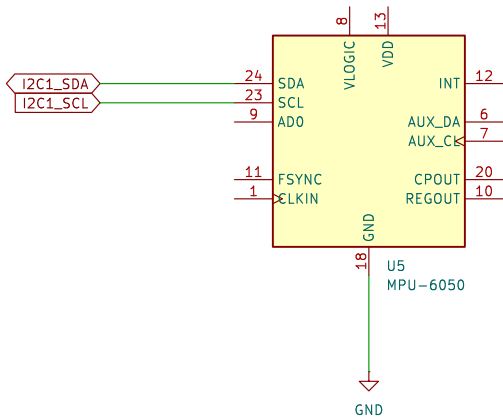 8
13
VLOGIC
VDD
I2C1_SDA
24
SDA
INT
12
I2C1_SCL
23
SCL
9
AD0
AUX_DA
6
AUX_CL
7
11
FSYNC
CPOUT
20
1
CLKIN
REGOUT
10
GND
18
U5
MPU-6050
GND